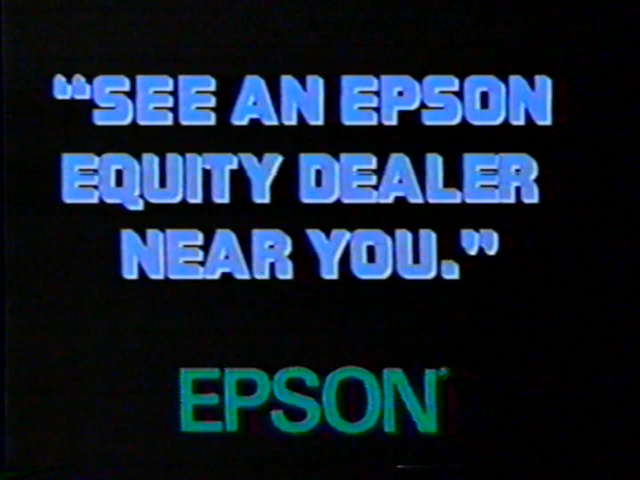 “SEE AN EPSON
EQUITY DEALER
NEAR YOU.”
EPSON®